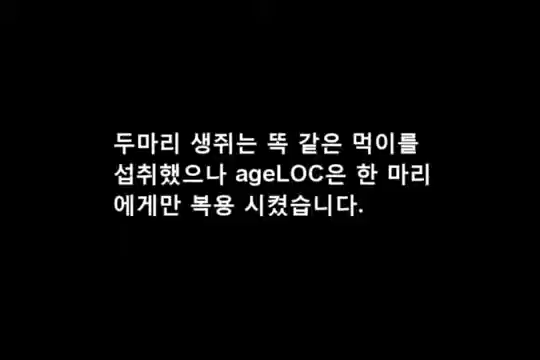 두마리 생쥐는 똑 같은 먹이를
섭취했으나 ageLOC은 한 마리
에게만 복용 시켰습니다.